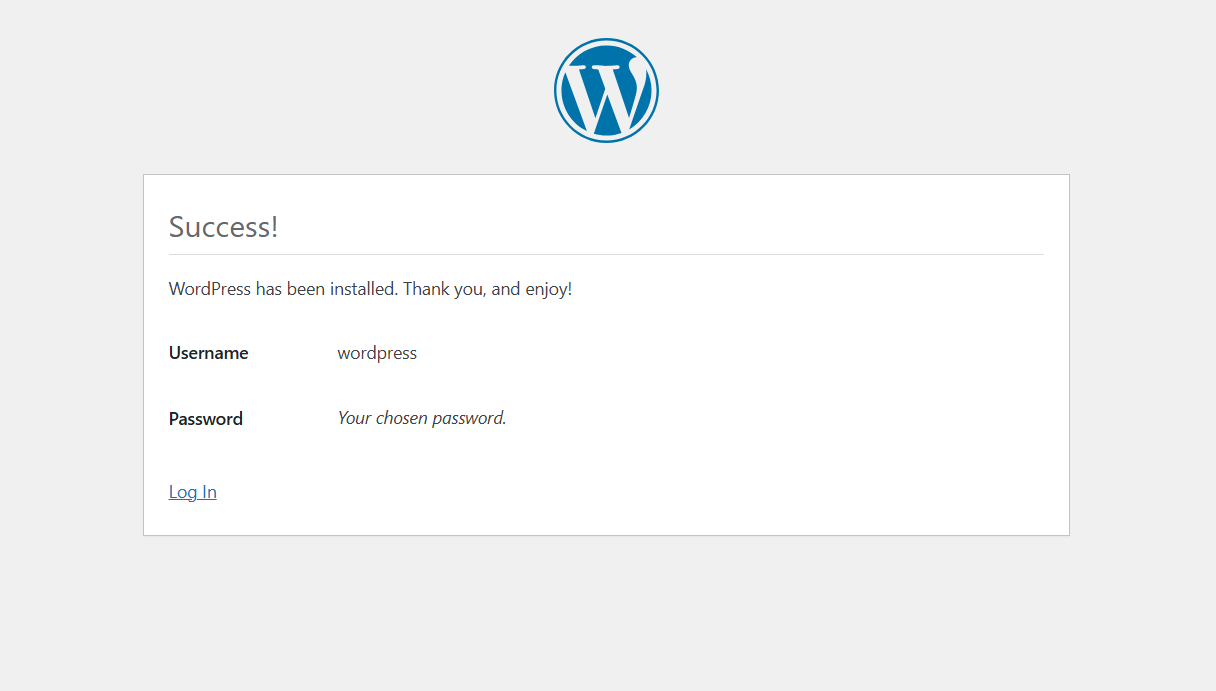 Success!
WordPress has been installed. Thank you, and enjoy!
Username wordpress
Password Your chosen password.
Log In